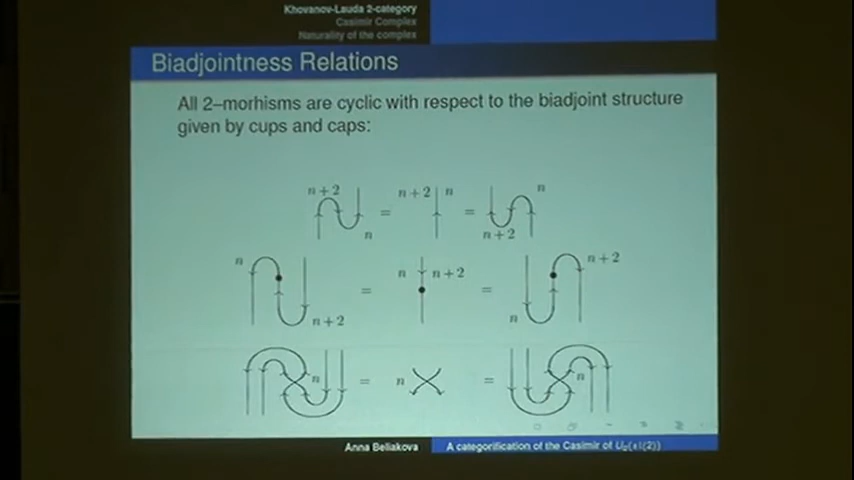 Khovanov-Lauda 2-category
Casimir Complex
Naturality of the complex
Biadjointness Relations
All 2–morhisms are cyclic with respect to the biadjoint structure
given by cups and caps:
n + 2 n = n + 2 n = n + 2 n
n n + 2 = n n + 2 = n n + 2
n = n = n
Anna Beliakova A categorification of the Casimir of U₂(sl(2))